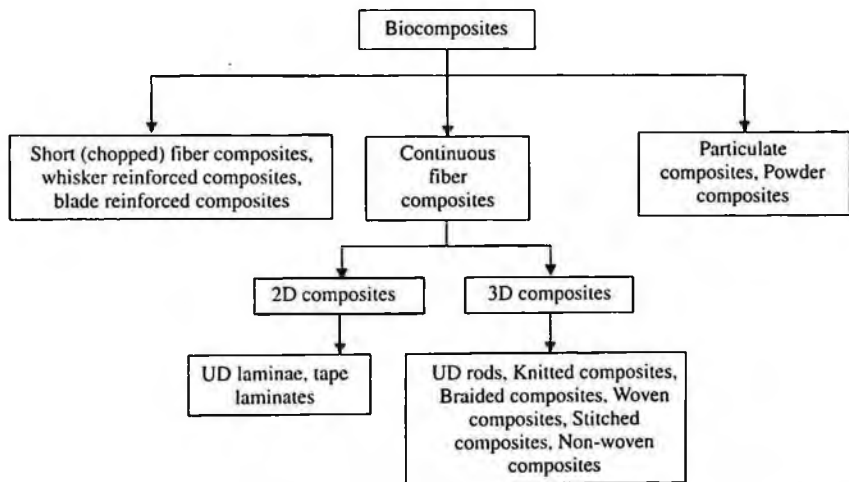 Biocomposites
Short (chopped) fiber composites,
whisker reinforced composites,
blade reinforced composites
Continuous
fiber
composites
Particulate
composites, Powder
composites
2D composites
3D composites
UD laminae, tape
laminates
UD rods, Knitted composites,
Braided composites, Woven
composites, Stitched
composites, Non-woven
composites